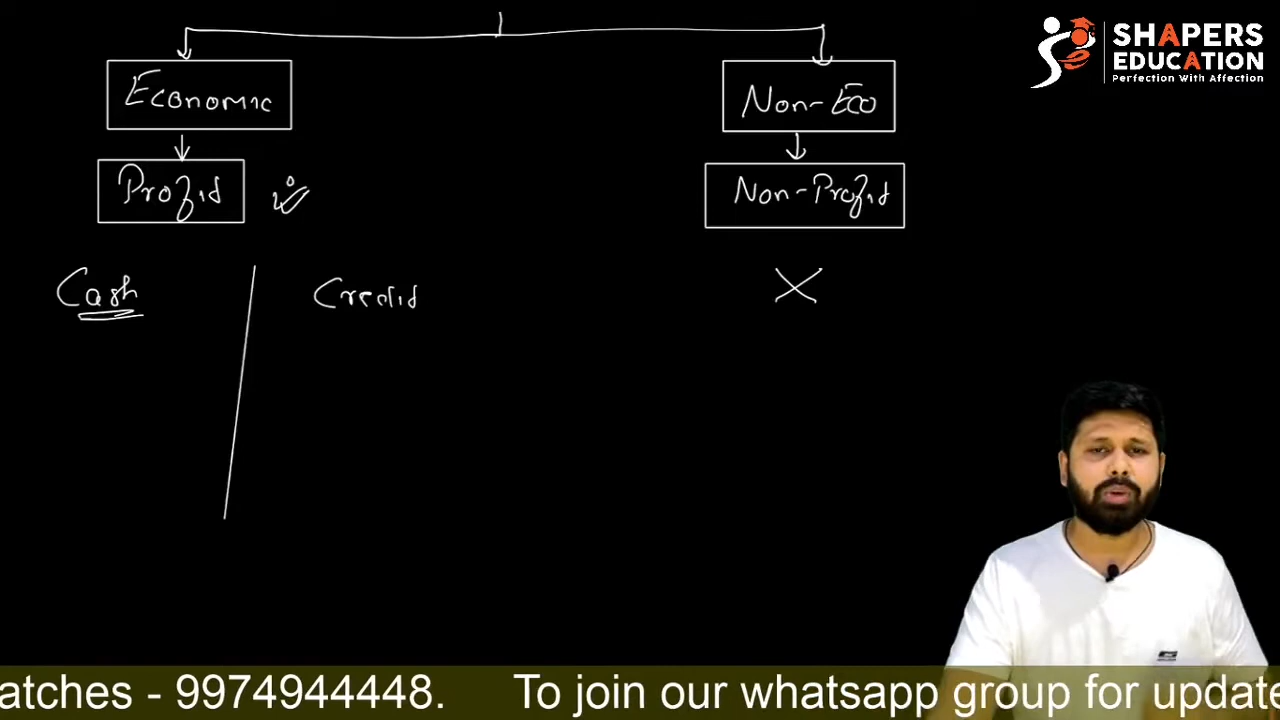 SHAPERS
EDUCATION
Perfection With Affection
Economic
Non-Eco
Profit
Non-Profit
Cash
Credit
atches - 9974944448. To join our whatsapp group for update